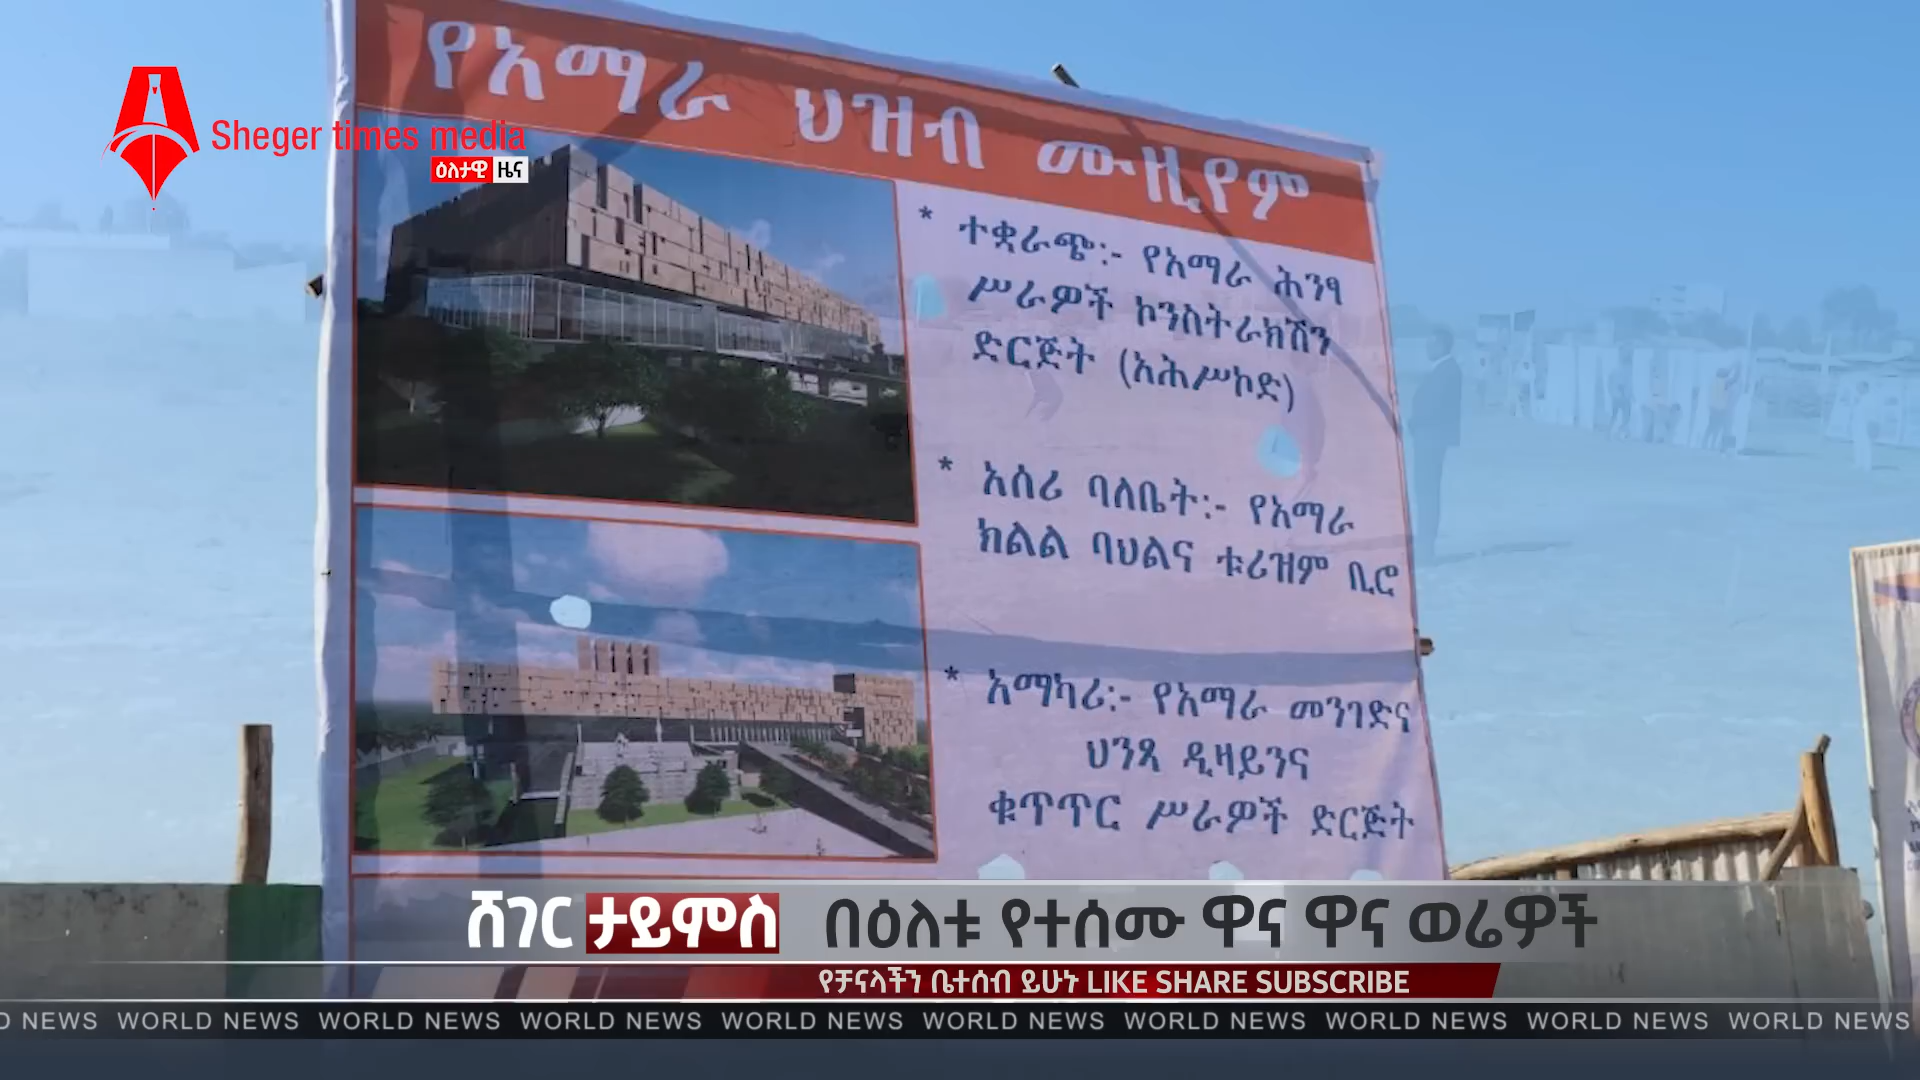 የአማራ ህዝብ ሙዚየም
Sheger times media
ዕለታዊ ዜና
* ተቋራጭ:- የአማራ ሕንፃ
ሥራዎች ኮንስትራክሽን
ድርጅት (አሕሥኮድ)
* አሰሪ ባለቤት:- የአማራ
ክልል ባህልና ቱሪዝም ቢሮ
* አማካሪ:- የአማራ መንገድና
ህንጻ ዲዛይንና
ቁጥጥር ሥራዎች ድርጅት
ሸገር ታይምስ በዕለቱ የተሰሙ ዋና ዋና ወሬዎች
የቻናላችን ቤተሰብ ይሁኑ LIKE SHARE SUBSCRIBE
D NEWS WORLD NEWS WORLD NEWS WORLD NEWS WORLD NEWS WORLD NEWS WORLD NEWS WORLD NEWS WORLD NEWS WORLD NEWS